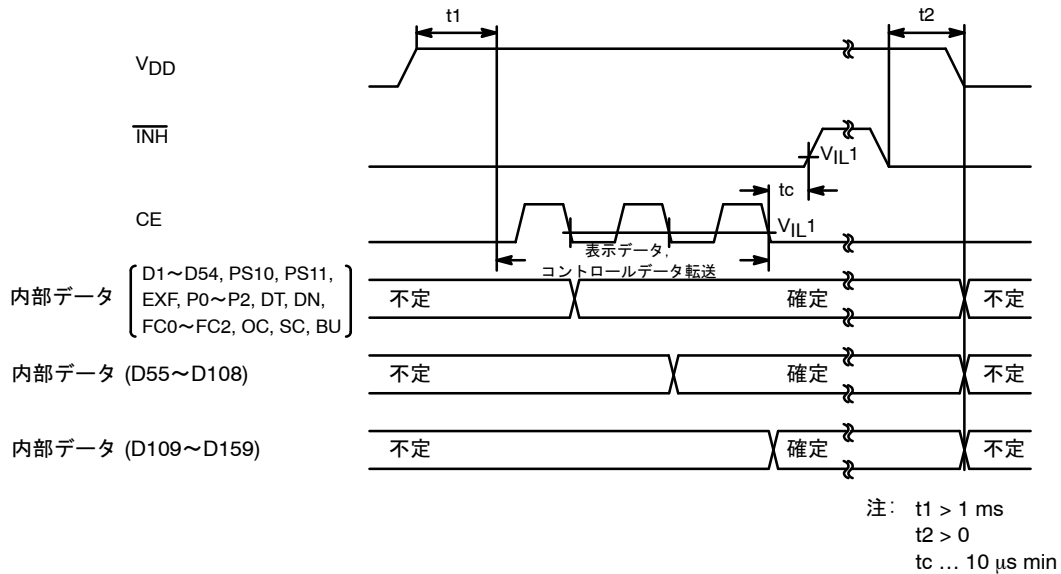 t1
t2
VDD
INH
VIL1
tc
CE
VIL1
表示データ,
コントロールデータ転送
内部データ
D1～D54, PS10, PS11,
EXF, P0～P2, DT, DN,
FC0～FC2, OC, SC, BU
不定
確定
不定
内部データ (D55～D108)
不定
確定
不定
内部データ (D109～D159)
不定
確定
不定
注: t1 > 1 ms
t2 > 0
tc … 10 μs min